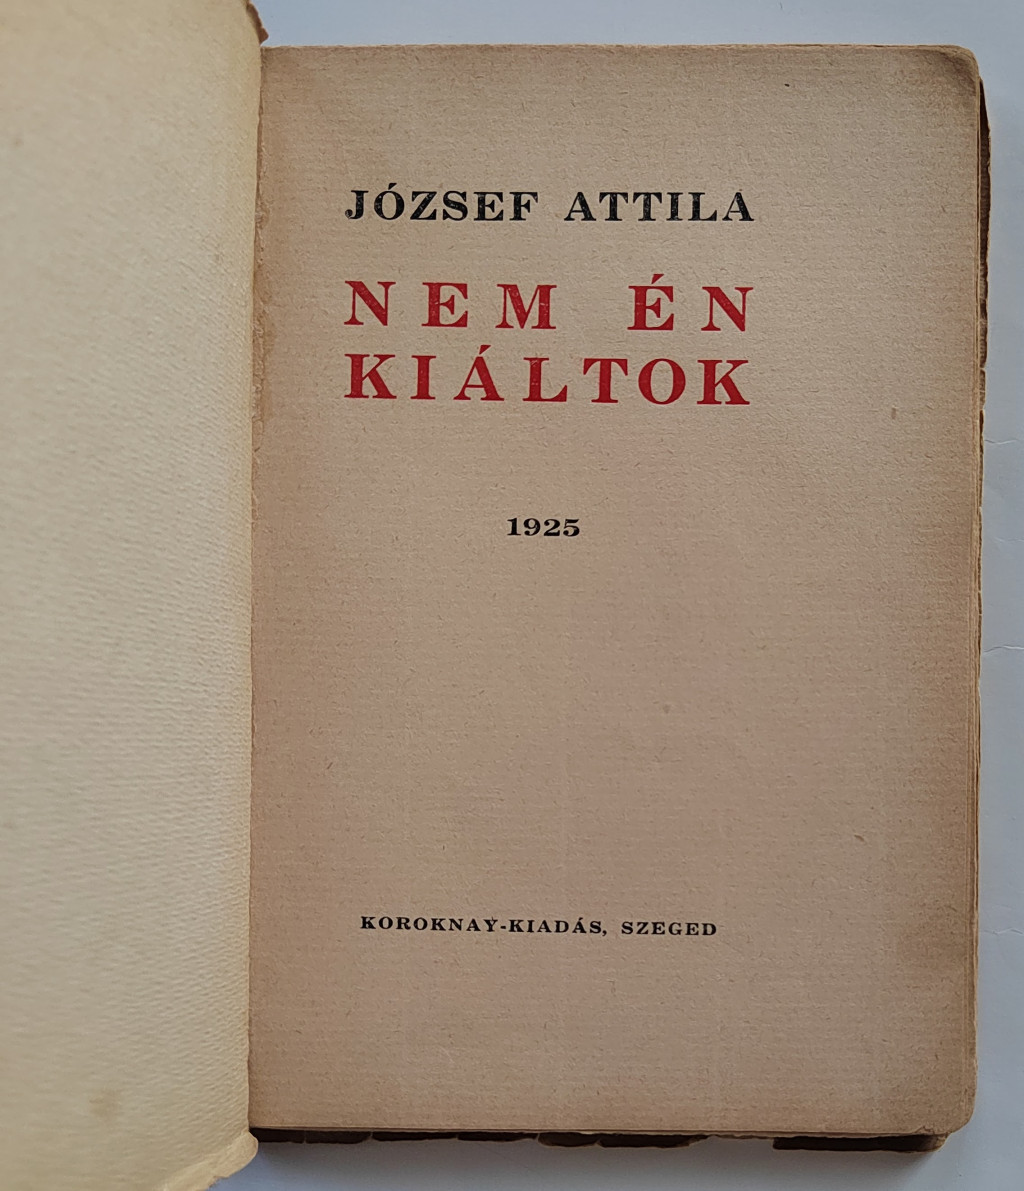 JÓZSEF ATTILA
NEM ÉN
KIÁLTOK
1925
KOROKNAY-KIADÁS, SZEGED